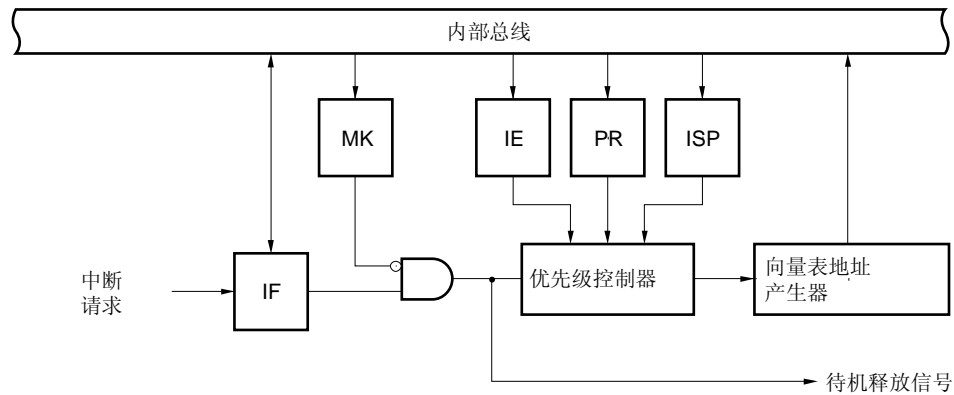 内部总线
MK
IE
PR
ISP
中断
请求
IF
优先级控制器
向量表地址
产生器
待机释放信号